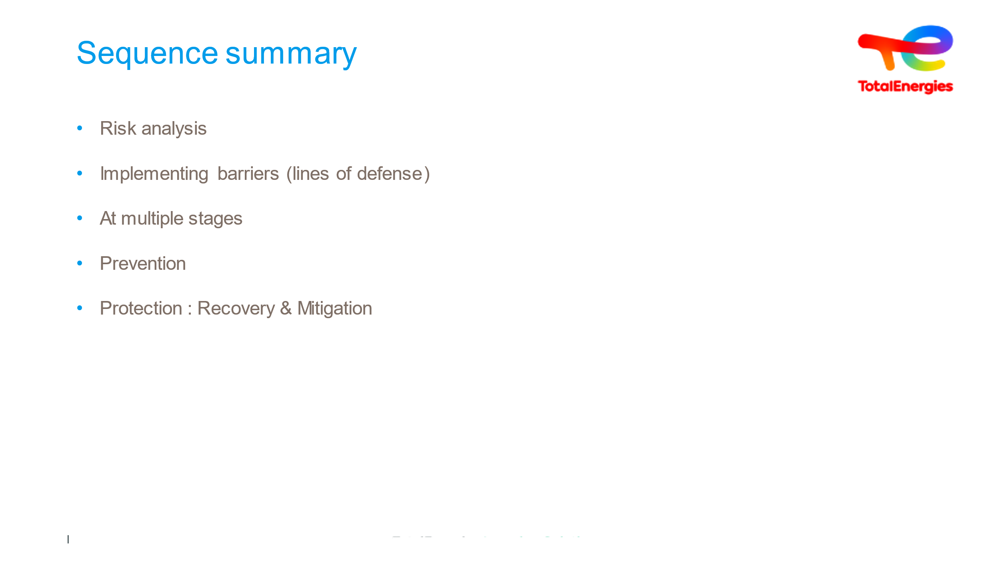 Sequence summary
TotalEnergies
• Risk analysis
• Implementing barriers (lines of defense)
• At multiple stages
• Prevention
• Protection : Recovery & Mitigation
|